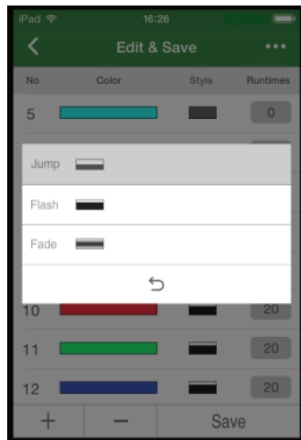 iPad 16:26
Edit & Save
No Color Style Runtimes
5 0
Jump
Flash
Fade
10 20
11 20
12 20
+ − Save